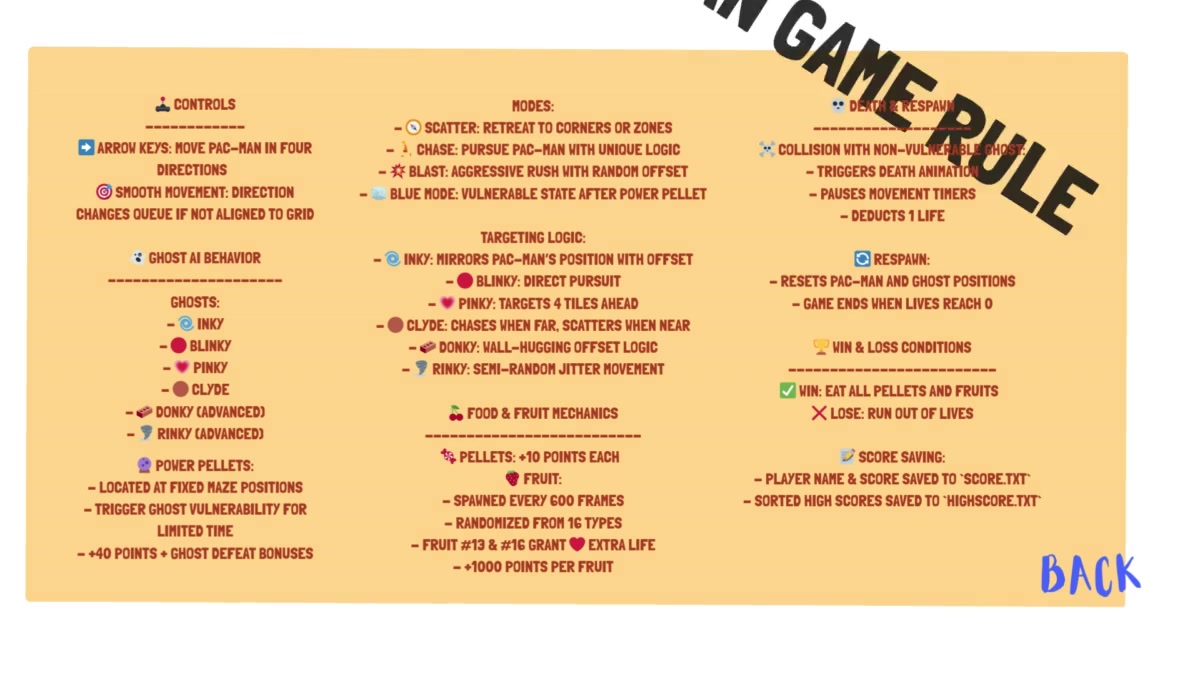 AN GAME RULE
🕹️ CONTROLS
------------
➡️ ARROW KEYS: MOVE PAC-MAN IN FOUR
DIRECTIONS
🎯 SMOOTH MOVEMENT: DIRECTION
CHANGES QUEUE IF NOT ALIGNED TO GRID
👻 GHOST AI BEHAVIOR
---------------------
GHOSTS:
- 🌀 INKY
- 🔴 BLINKY
- 💗 PINKY
- 🟤 CLYDE
- 🧱 DONKY (ADVANCED)
- 🌪️ RINKY (ADVANCED)
🔮 POWER PELLETS:
- LOCATED AT FIXED MAZE POSITIONS
- TRIGGER GHOST VULNERABILITY FOR
LIMITED TIME
- +40 POINTS + GHOST DEFEAT BONUSES
MODES:
- 🧭 SCATTER: RETREAT TO CORNERS OR ZONES
- 🏃 CHASE: PURSUE PAC-MAN WITH UNIQUE LOGIC
- 💥 BLAST: AGGRESSIVE RUSH WITH RANDOM OFFSET
- 🧊 BLUE MODE: VULNERABLE STATE AFTER POWER PELLET
TARGETING LOGIC:
- 🌀 INKY: MIRRORS PAC-MAN'S POSITION WITH OFFSET
- 🔴 BLINKY: DIRECT PURSUIT
- 💗 PINKY: TARGETS 4 TILES AHEAD
- 🟤 CLYDE: CHASES WHEN FAR, SCATTERS WHEN NEAR
- 🧱 DONKY: WALL-HUGGING OFFSET LOGIC
- 🌪️ RINKY: SEMI-RANDOM JITTER MOVEMENT
🍒 FOOD & FRUIT MECHANICS
--------------------------
🍬 PELLETS: +10 POINTS EACH
🍓 FRUIT:
- SPAWNED EVERY 600 FRAMES
- RANDOMIZED FROM 16 TYPES
- FRUIT #13 & #16 GRANT ❤️ EXTRA LIFE
- +1000 POINTS PER FRUIT
💀 DEATH & RESPAWN
-------------------
☠️ COLLISION WITH NON-VULNERABLE GHOST:
- TRIGGERS DEATH ANIMATION
- PAUSES MOVEMENT TIMERS
- DEDUCTS 1 LIFE
🔄 RESPAWN:
- RESETS PAC-MAN AND GHOST POSITIONS
- GAME ENDS WHEN LIVES REACH 0
🏆 WIN & LOSS CONDITIONS
-------------------------
✅ WIN: EAT ALL PELLETS AND FRUITS
❌ LOSE: RUN OUT OF LIVES
📝 SCORE SAVING:
- PLAYER NAME & SCORE SAVED TO `SCORE.TXT`
- SORTED HIGH SCORES SAVED TO `HIGHSCORE.TXT`
BACK